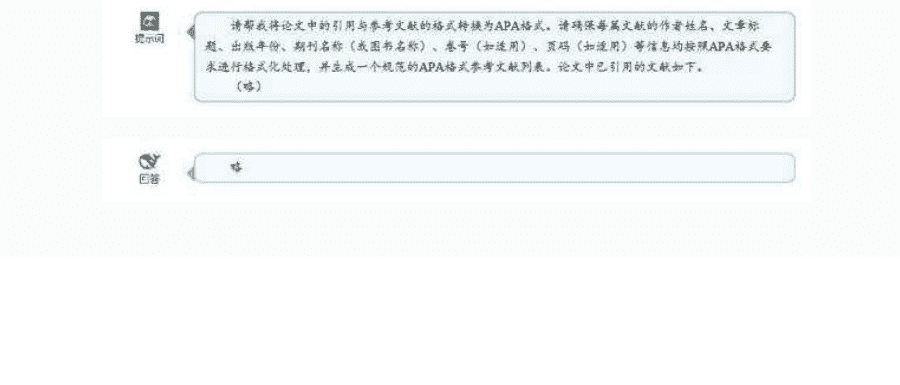 提示词
请帮我将论文中的引用与参考文献的格式转换为APA格式。请确保每篇文献的作者姓名、文章标
题、出版年份、期刊名称(或图书名称)、卷号(如适用)、页码(如适用)等信息均按照APA格式要
求进行格式化处理,并生成一个规范的APA格式参考文献列表。论文中已引用的文献如下。
(略)
回答
略